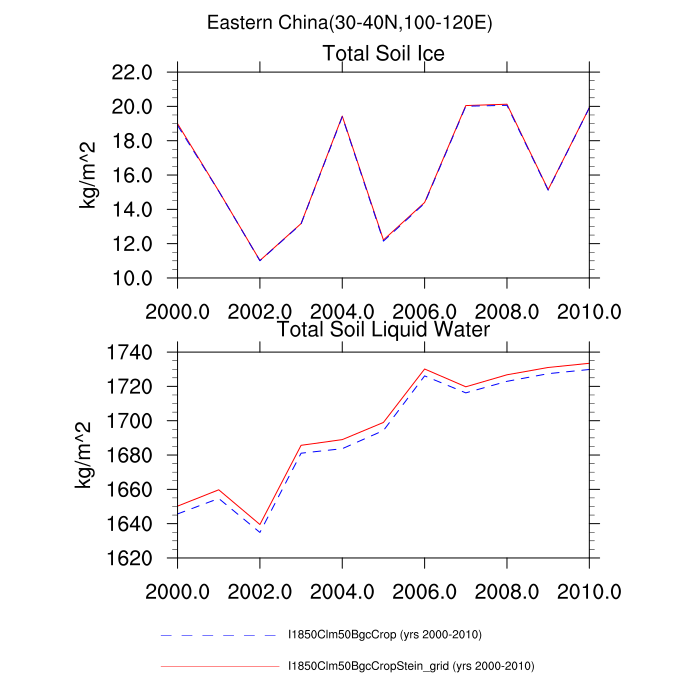 Eastern China(30-40N,100-120E)
Total Soil Ice
22.0
20.0
18.0
16.0
14.0
12.0
10.0
kg/m^2
2000.0 2002.0 2004.0 2006.0 2008.0 2010.0
Total Soil Liquid Water
1740
1720
1700
1680
1660
1640
1620
kg/m^2
2000.0 2002.0 2004.0 2006.0 2008.0 2010.0
I1850Clm50BgcCrop (yrs 2000-2010)
I1850Clm50BgcCropStein_grid (yrs 2000-2010)